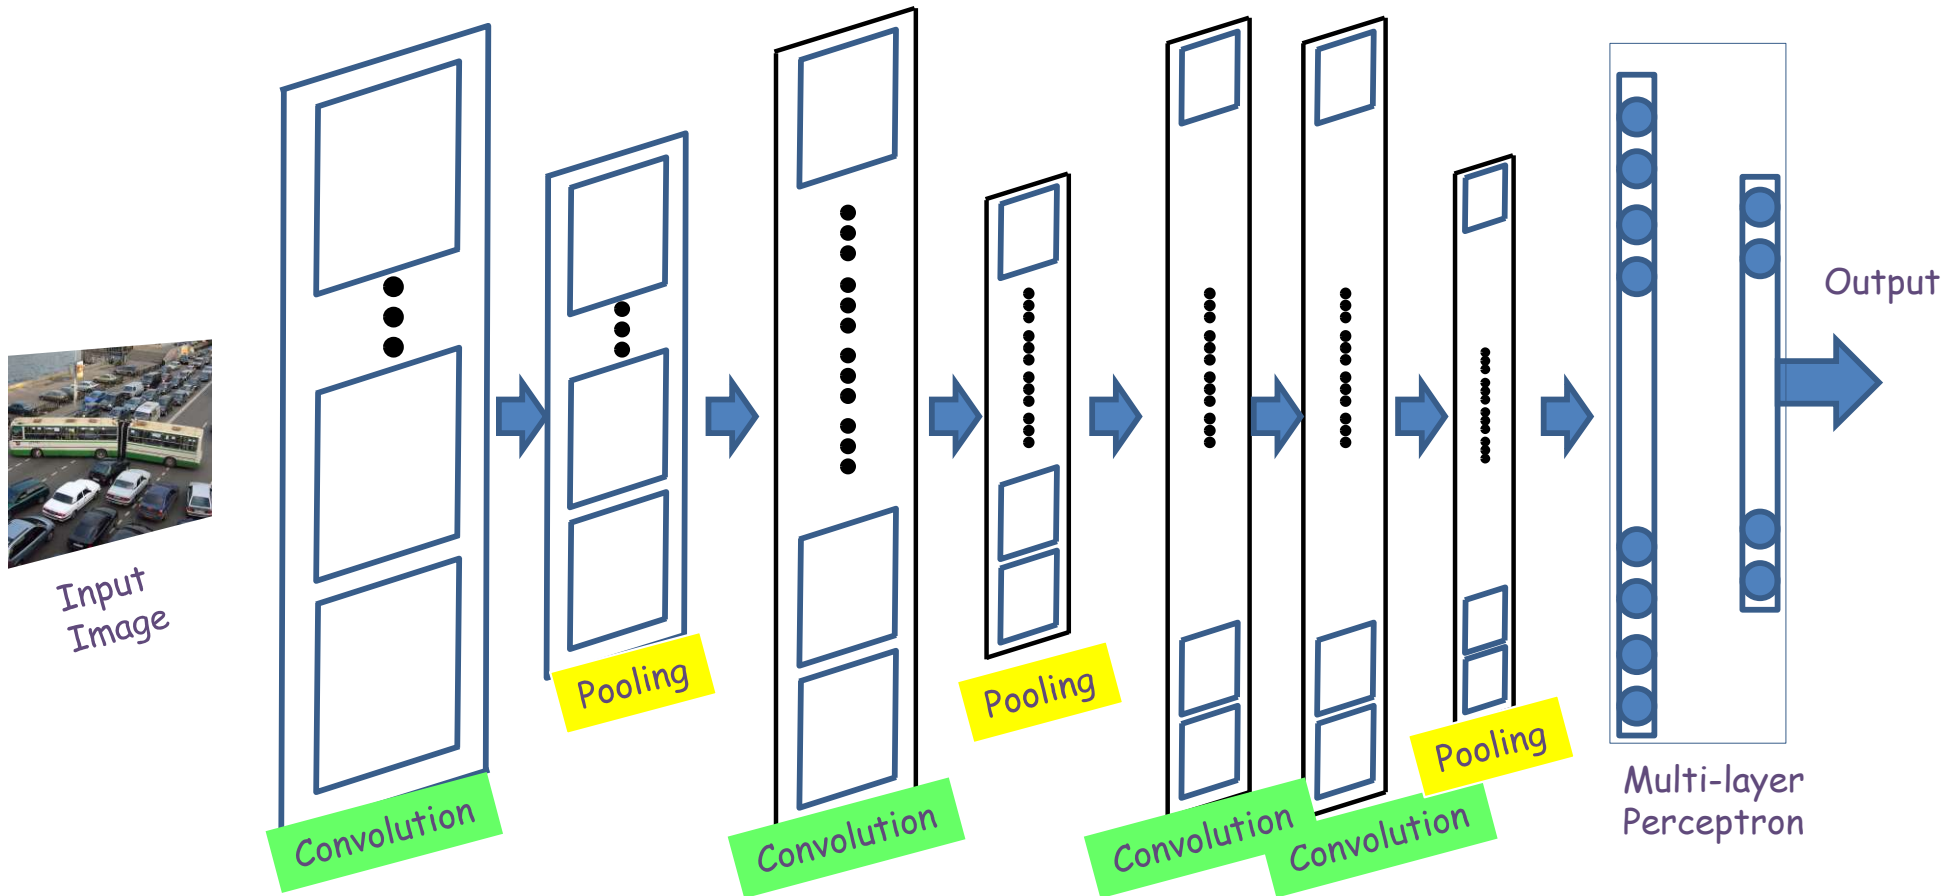 Input
Image
Convolution
Pooling
Convolution
Pooling
Convolution
Convolution
Pooling
Multi-layer
Perceptron
Output